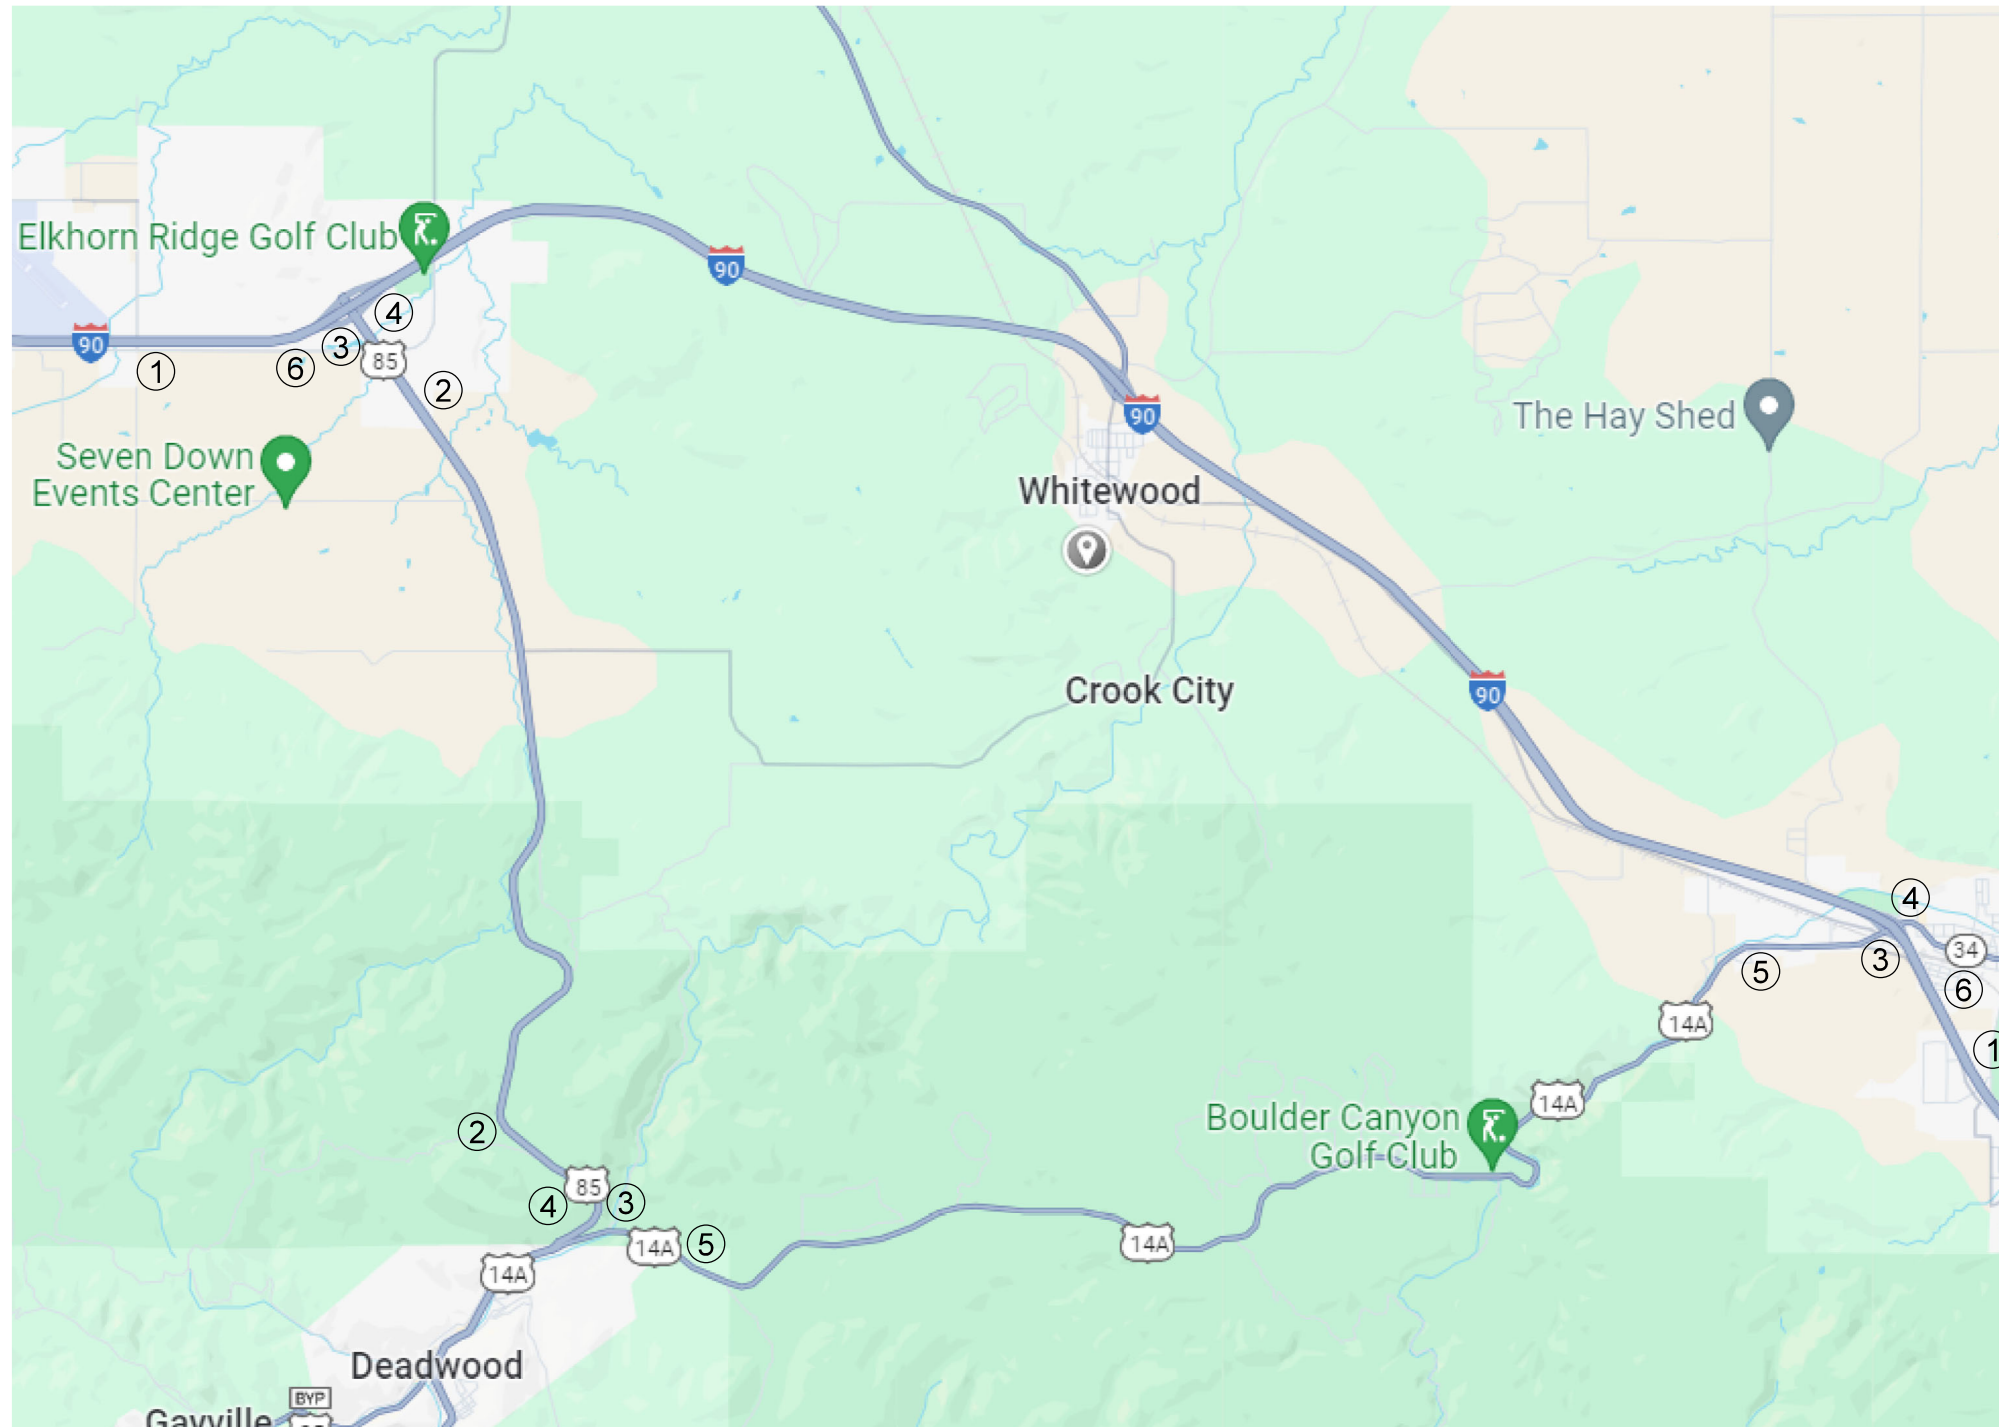 Elkhorn Ridge Golf Club
90
90
④
③
85
①
⑥
②
90
The Hay Shed
Seven Down
Events Center
Whitewood
Crook City
90
④
34
③
⑤
⑥
14A
①
14A
Boulder Canyon
Golf Club
②
85
④
③
14A
⑤
14A
14A
Deadwood
BYP
Gayville